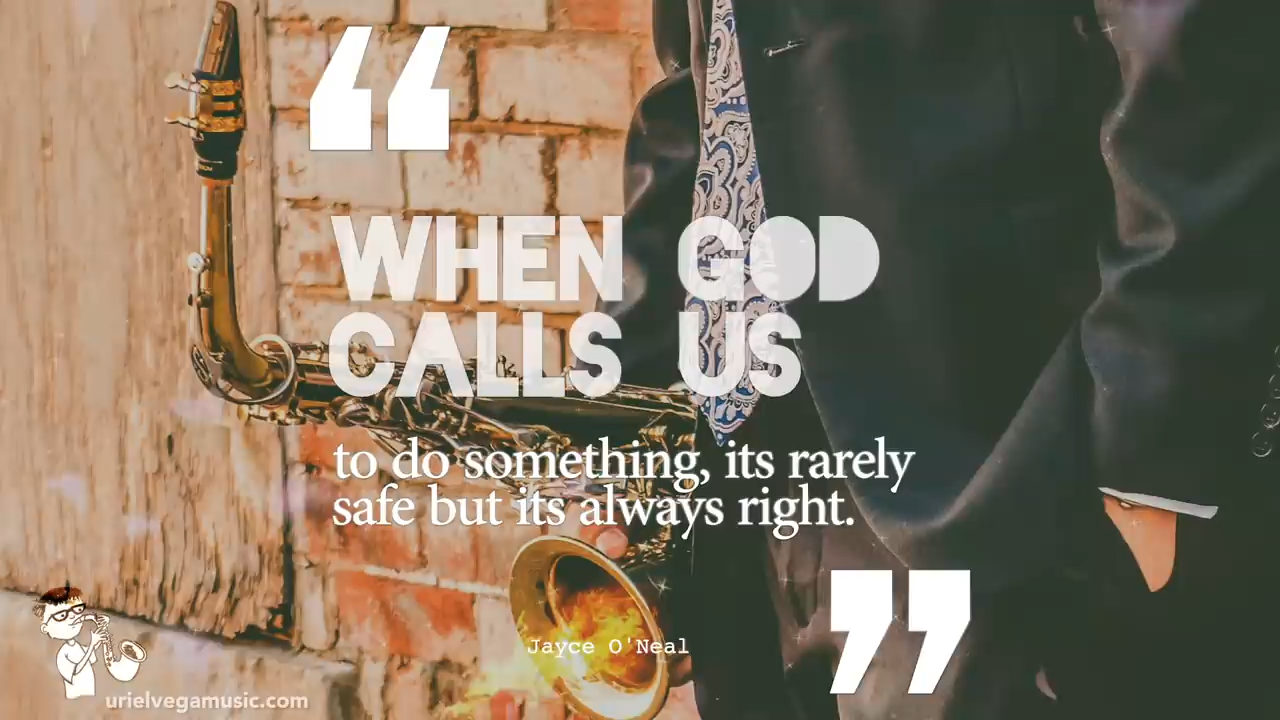 “
WHEN GOD
CALLS US
to do something, its rarely
safe but its always right.
”
Jayce O'Neal
urielvegamusic.com